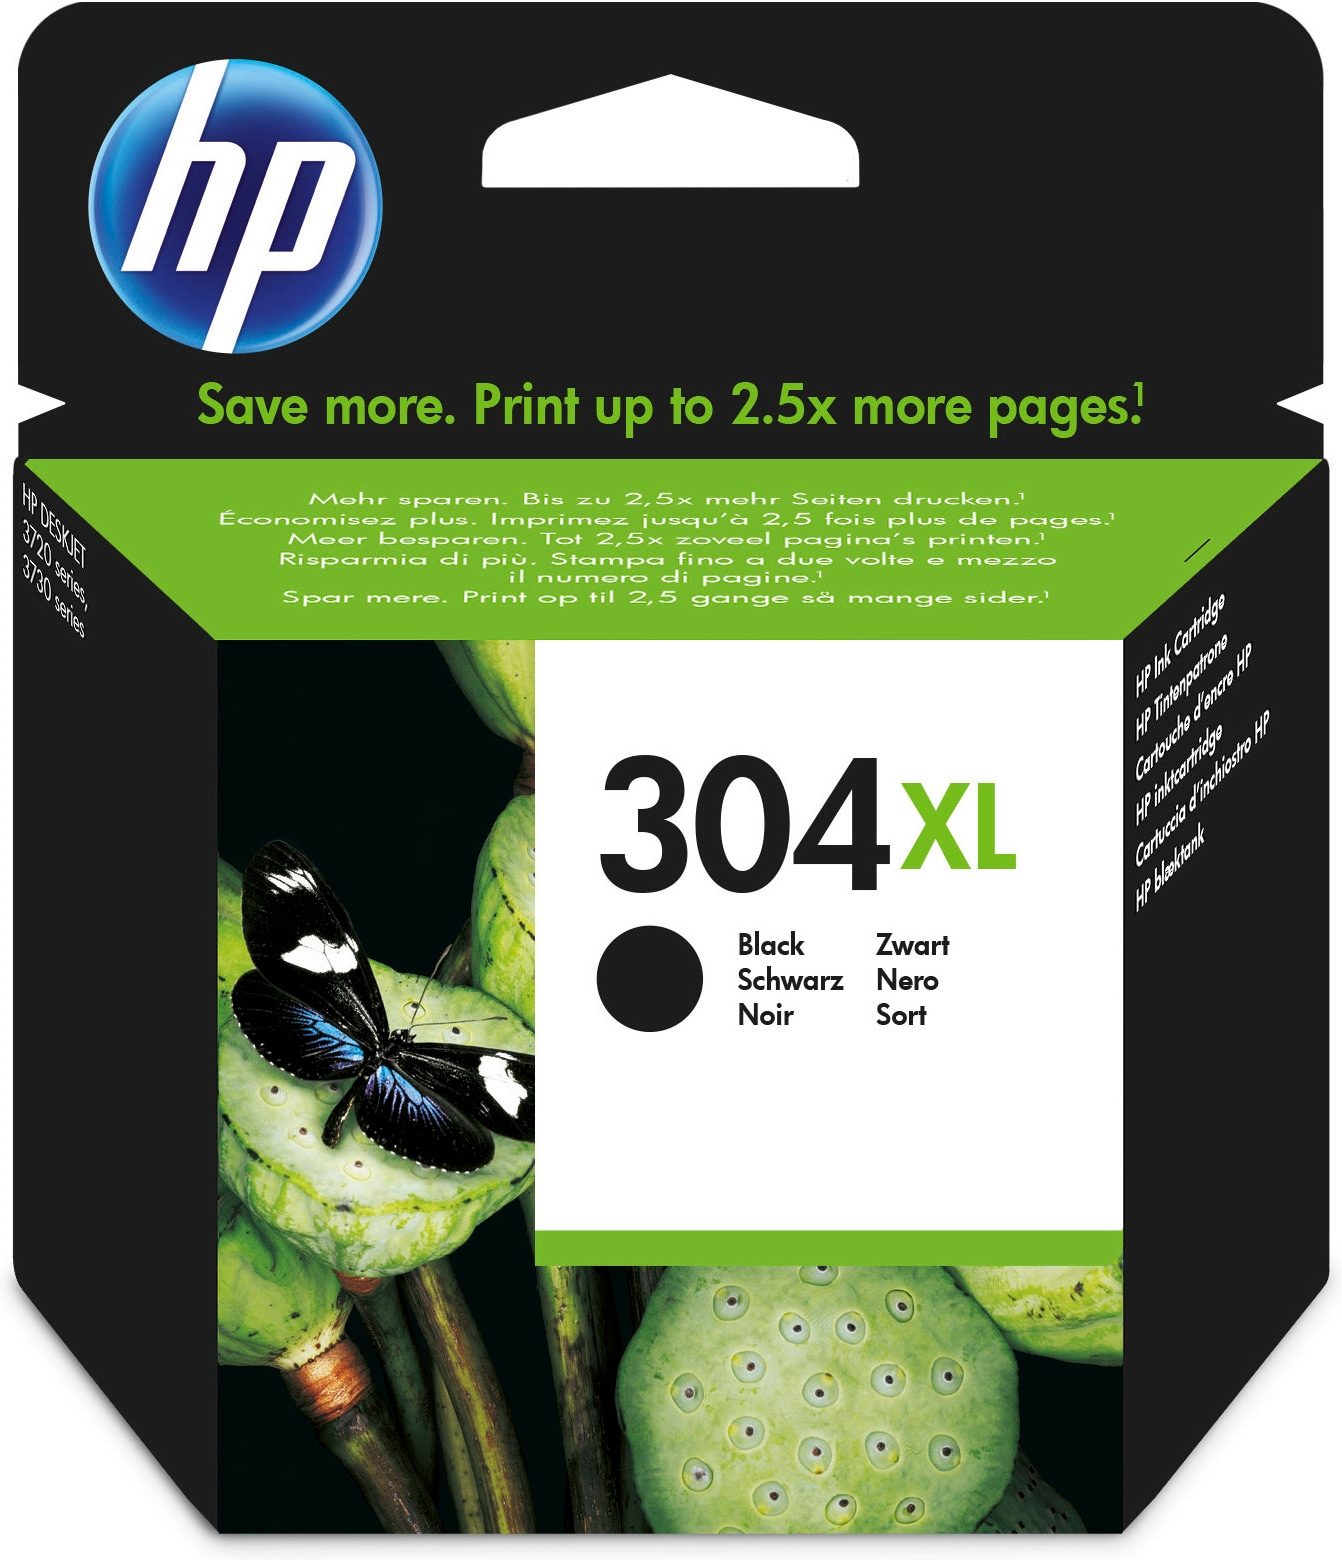 hp
Save more. Print up to 2.5x more pages.¹
Mehr sparen. Bis zu 2,5x mehr Seiten drucken.¹
Économisez plus. Imprimez jusqu'à 2,5 fois plus de pages.¹
Meer besparen. Tot 2,5x zoveel pagina's printen.¹
Risparmia di più. Stampa fino a due volte e mezzo
il numero di pagine.¹
Spar mere. Print op til 2,5 gange så mange sider.¹
HP DESKJET
3720 series,
3730 series
304XL
Black
Schwarz
Noir
Zwart
Nero
Sort
HP Ink Cartridge
HP Tintenpatrone
Cartouche d'encre HP
HP inktcartridge
Cartuccia d'inchiostro HP
HP blæktank